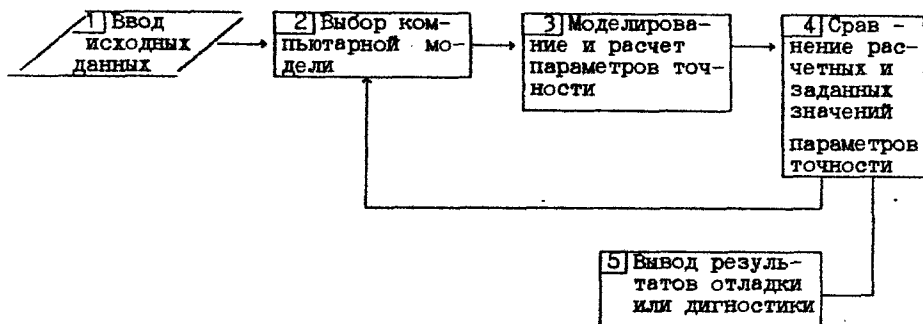 1 Ввод
исходных
данных
2 Выбор ком-
пьютарной мо-
дели
3 Моделирова-
ние и расчет
параметров точ-
ности
4 Срав -
нение рас-
четных и
заданных
значений
параметров
точности
5 Вывод резуль-
татов отладки
или дигностики